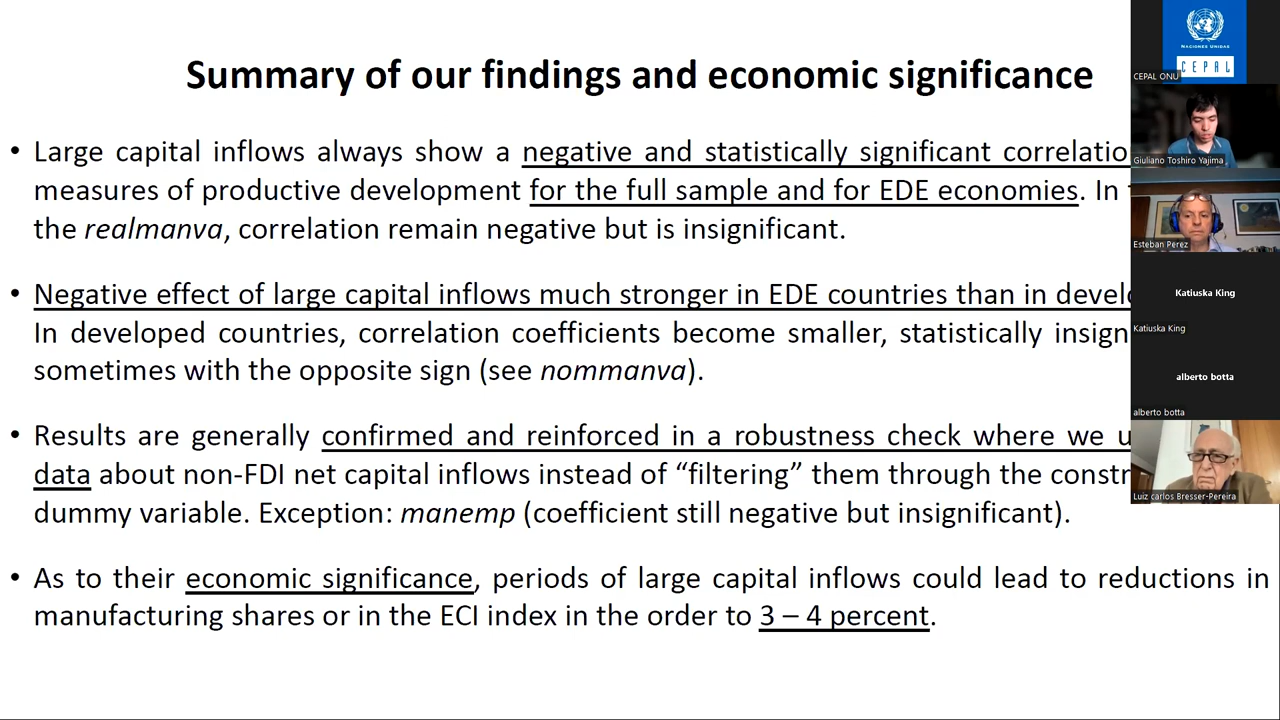 Summary of our findings and economic significance
• Large capital inflows always show a negative and statistically significant
measures of productive development for the full sample and for EDE economies. In
the realmanva, correlation remain negative but is insignificant.
• Negative effect of large capital inflows much stronger in EDE countries than in
In developed countries, correlation coefficients become smaller, statistically
sometimes with the opposite sign (see nommanva).
• Results are generally confirmed and reinforced in a robustness check where we
data about non-FDI net capital inflows instead of “filtering” them through the
dummy variable. Exception: manemp (coefficient still negative but insignificant).
• As to their economic significance, periods of large capital inflows could lead to reductions in
manufacturing shares or in the ECI index in the order to 3 – 4 percent.
NACIONES UNIDAS
CEPAL
CEPAL ONU
Giuliano Toshiro Yajima
Esteban Perez
Katiuska King
Katiuska King
alberto botta
alberto botta
Luiz carlos Bresser-Pereira